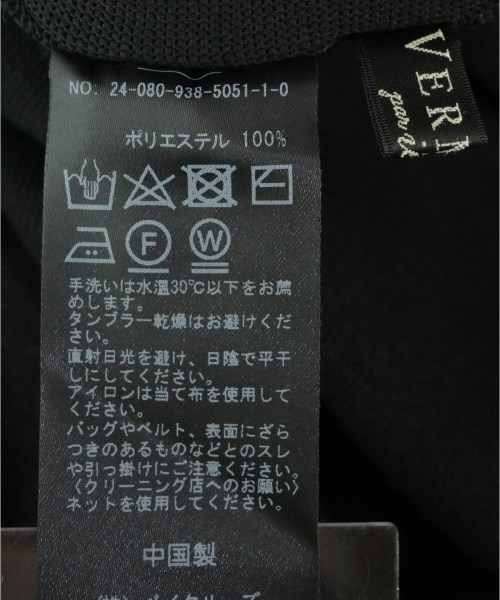 NO: 24-080-938-5051-1-0
ポリエステル 100%
F
W
手洗いは水温30℃以下をお薦
めします。
タンブラー乾燥はお避けくだ
さい。
直射日光を避け、日陰で平干
しにしてください。
アイロンは当て布を使用して
ください。
バッグやベルト、表面にざら
つきのあるものなどとのスレ
や引っ掛けにご注意ください。
〈クリーニング店へのお願い〉
ネットを使用してください。
中国製
VER
par